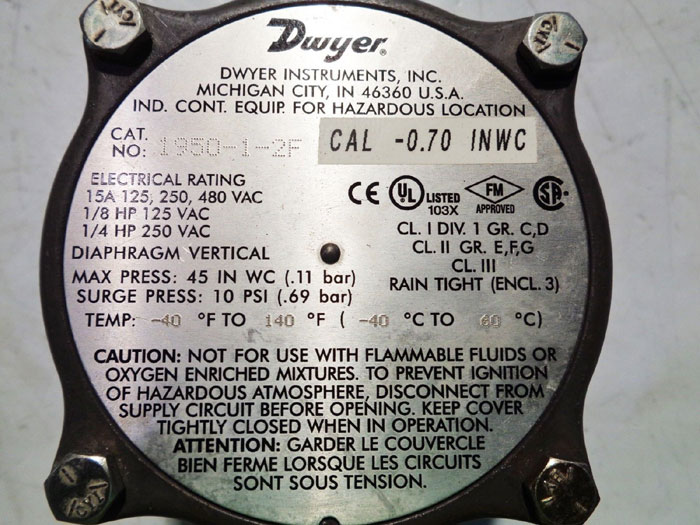 Dwyer®
DWYER INSTRUMENTS, INC.
MICHIGAN CITY, IN 46360 U.S.A.
IND. CONT. EQUIP. FOR HAZARDOUS LOCATION
CAT.
NO: 1950-1-2F
CAL -0.70 INWC
ELECTRICAL RATING
15A 125, 250, 480 VAC
1/8 HP 125 VAC
1/4 HP 250 VAC
DIAPHRAGM VERTICAL
MAX PRESS: 45 IN WC (.11 bar)
SURGE PRESS: 10 PSI (.69 bar)
CE UL LISTED 103X FM APPROVED SA
CL. I DIV. 1 GR. C,D
CL. II GR. E,F,G
CL. III
RAIN TIGHT (ENCL. 3)
TEMP: -40 °F TO 140 °F ( -40 °C TO 60 °C)
CAUTION: NOT FOR USE WITH FLAMMABLE FLUIDS OR
OXYGEN ENRICHED MIXTURES. TO PREVENT IGNITION
OF HAZARDOUS ATMOSPHERE, DISCONNECT FROM
SUPPLY CIRCUIT BEFORE OPENING. KEEP COVER
TIGHTLY CLOSED WHEN IN OPERATION.
ATTENTION: GARDER LE COUVERCLE
BIEN FERME LORSQUE LES CIRCUITS
SONT SOUS TENSION.